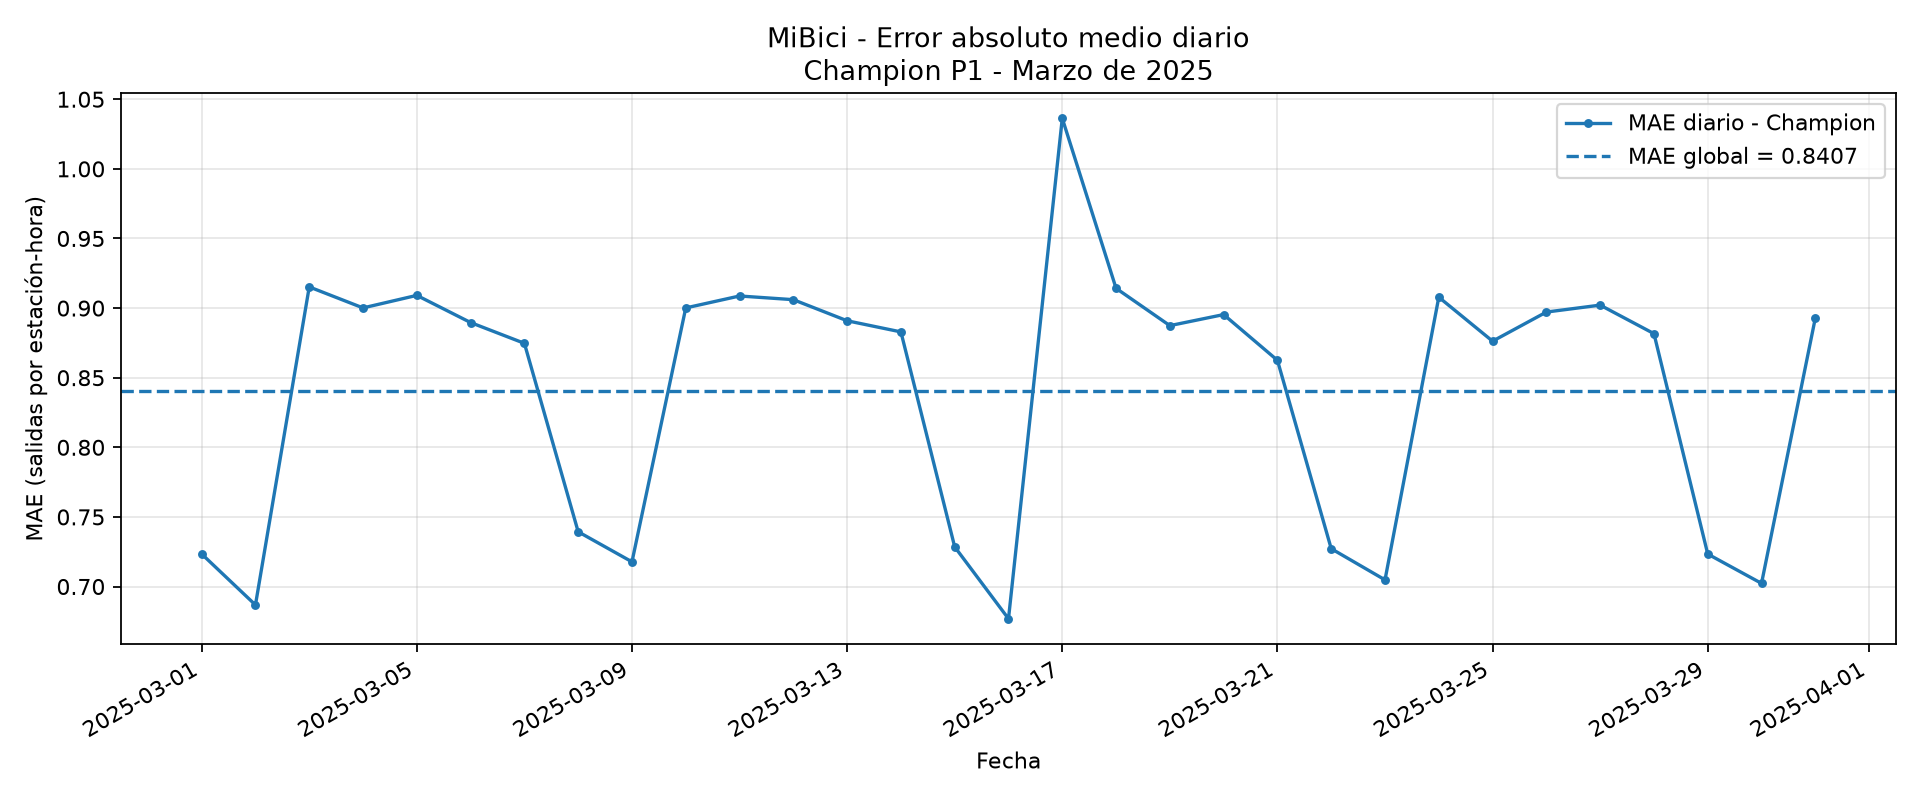 MiBici - Error absoluto medio diario
Champion P1 - Marzo de 2025
MAE diario - Champion
MAE global = 0.8407
MAE (salidas por estación-hora)
1.05
1.00
0.95
0.90
0.85
0.80
0.75
0.70
2025-03-01
2025-03-05
2025-03-09
2025-03-13
2025-03-17
2025-03-21
2025-03-25
2025-03-29
2025-04-01
Fecha